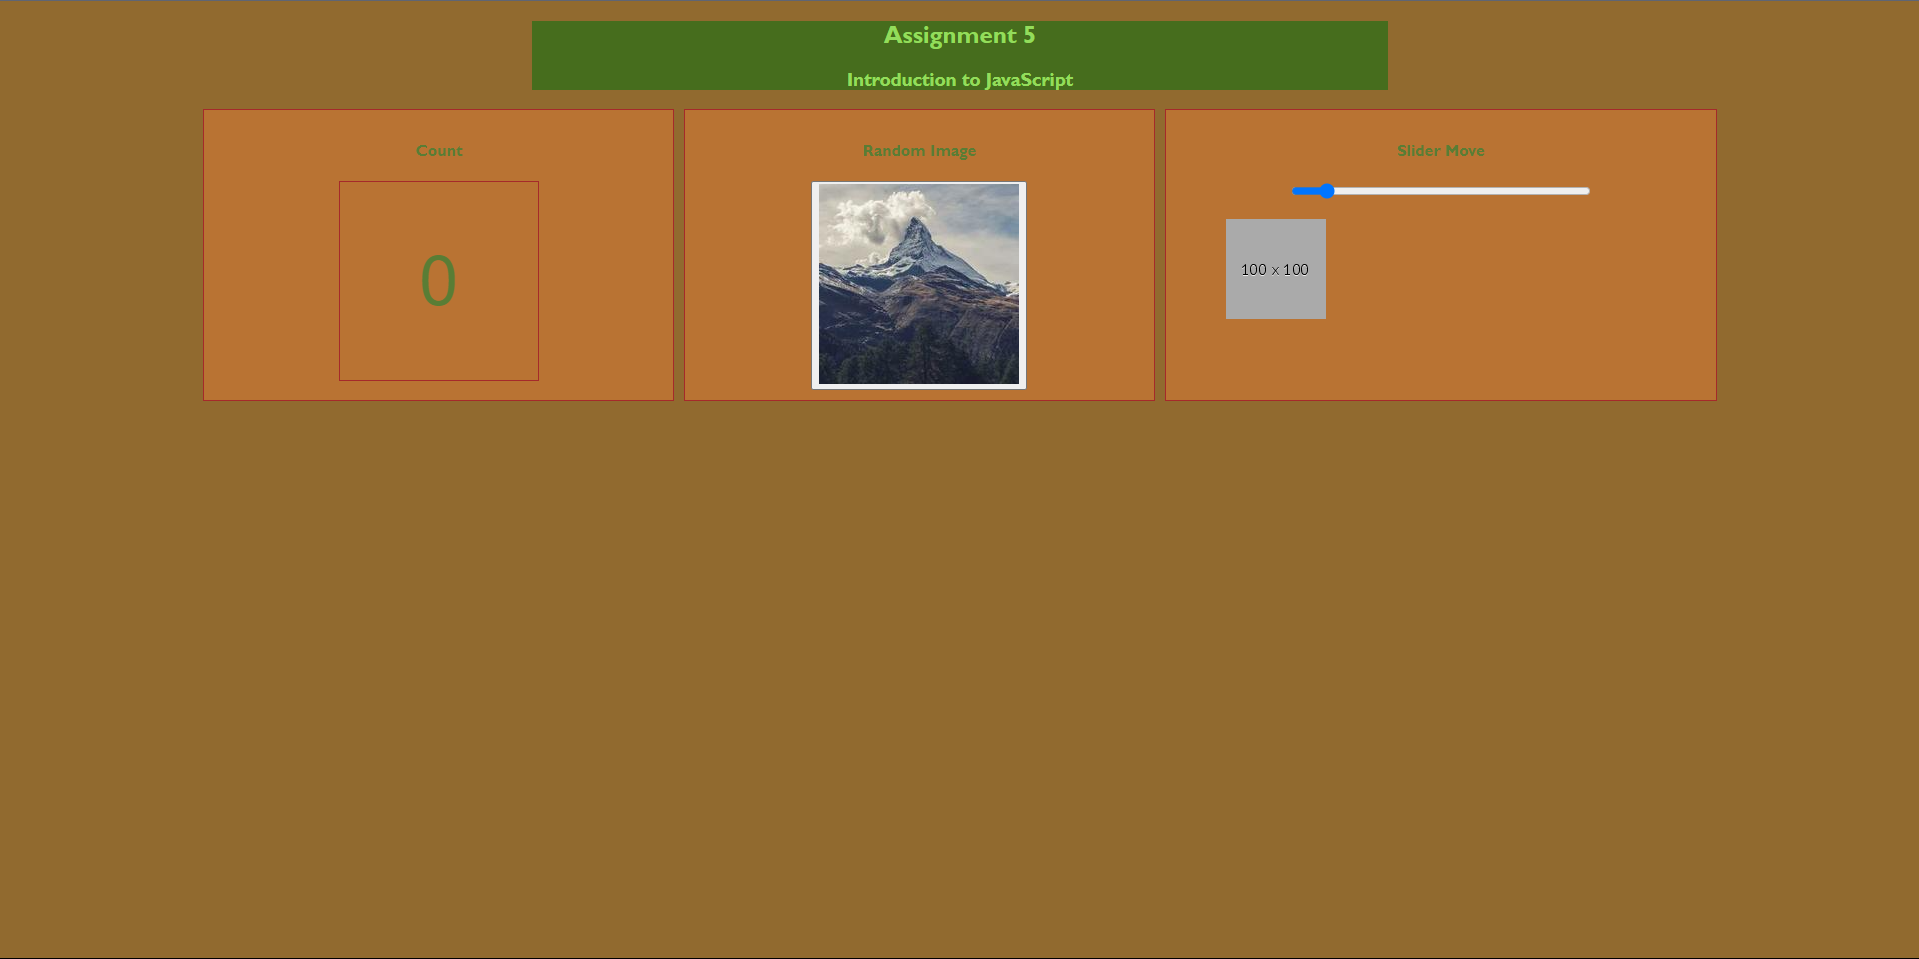 Assignment 5
Introduction to JavaScript
Count
0
Random Image
Slider Move
100 x 100